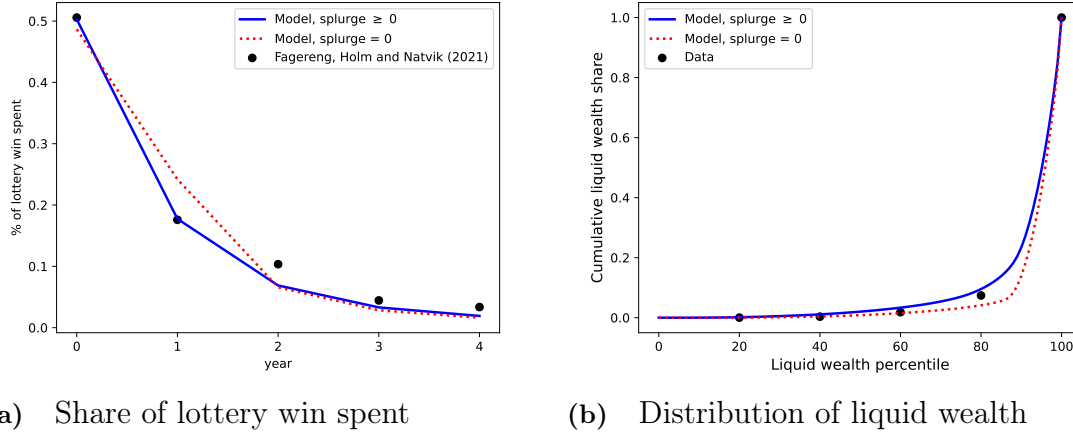 Model, splurge ≥ 0
Model, splurge = 0
Fagereng, Holm and Natvik (2021)
% of lottery win spent
0.5
0.4
0.3
0.2
0.1
0.0
0 1 2 3 4
year
Model, splurge ≥ 0
Model, splurge = 0
Data
Cumulative liquid wealth share
1.0
0.8
0.6
0.4
0.2
0.0
0 20 40 60 80 100
Liquid wealth percentile
a) Share of lottery win spent
(b) Distribution of liquid wealth